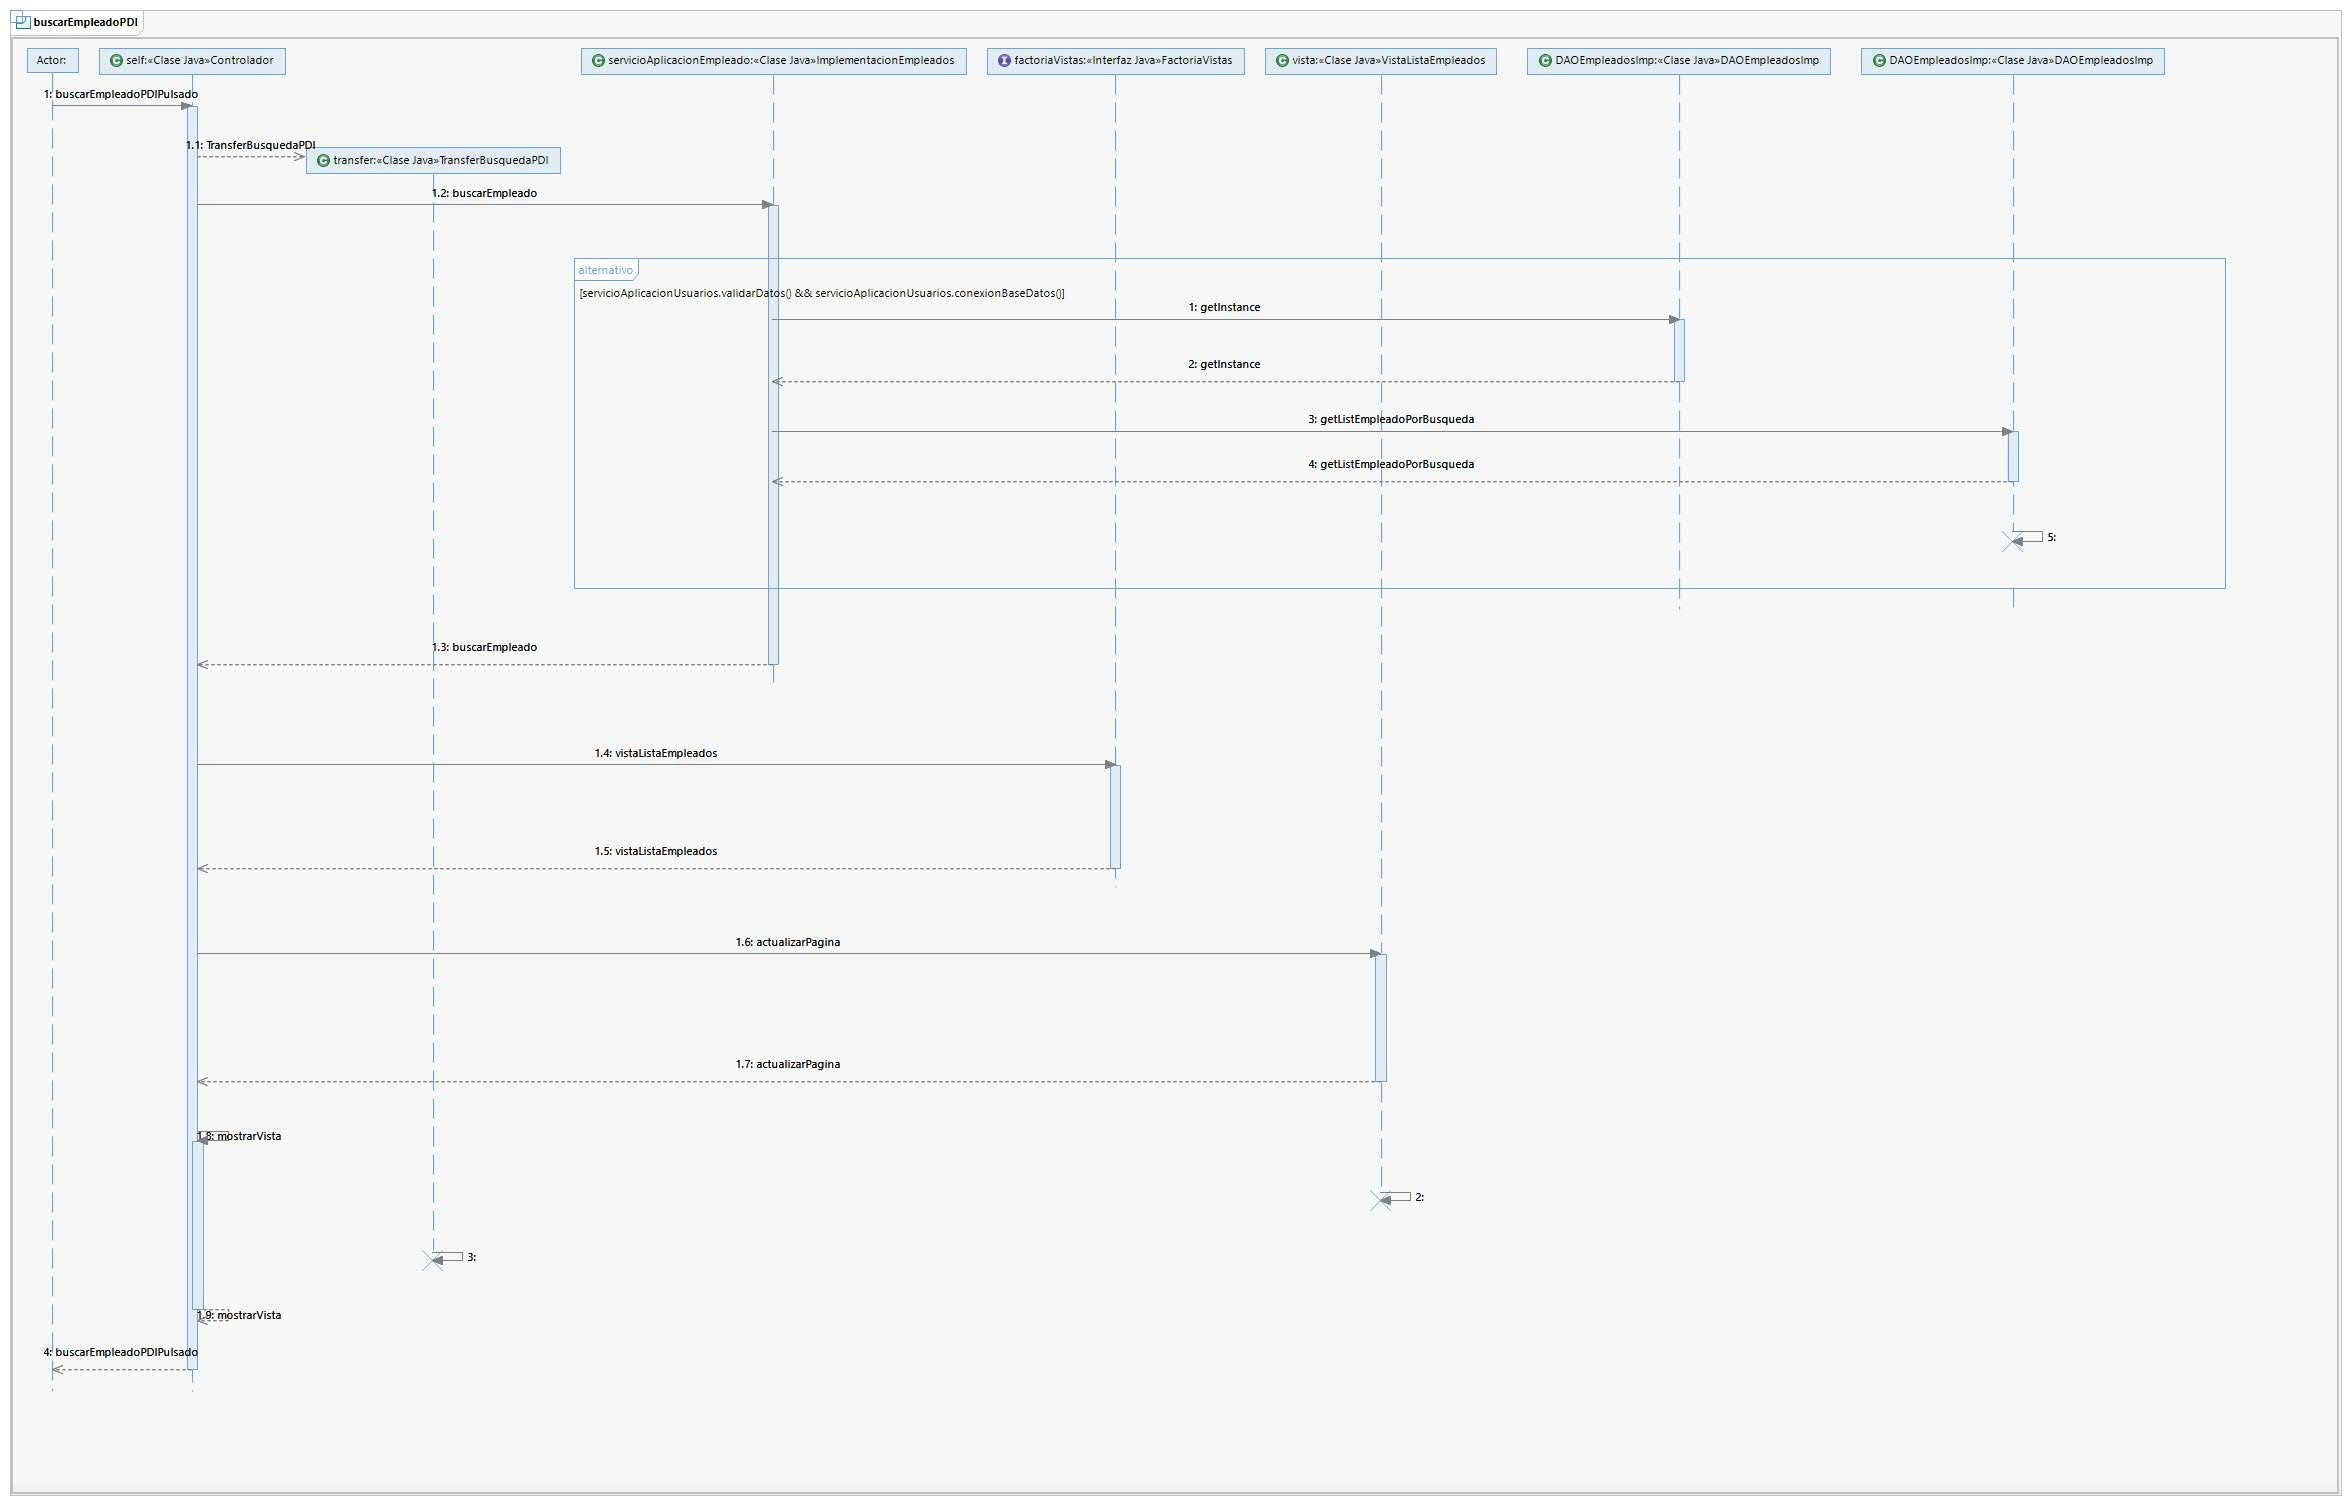 buscarEmpleadoPDI
Actor:
self:«Clase Java»Controlador
servicioAplicacionEmpleado:«Clase Java»ImplementacionEmpleados
factoriaVistas:«Interfaz Java»FactoriaVistas
vista:«Clase Java»VistaListaEmpleados
DAOEmpleadosImp:«Clase Java»DAOEmpleadosImp
DAOEmpleadosImp:«Clase Java»DAOEmpleadosImp
1: buscarEmpleadoPDIPulsado
1.1: TransferBusquedaPDI
transfer:«Clase Java»TransferBusquedaPDI
1.2: buscarEmpleado
alternativo
[servicioAplicacionUsuarios.validarDatos() && servicioAplicacionUsuarios.conexionBaseDatos()]
1: getInstance
2: getInstance
3: getListEmpleadoPorBusqueda
4: getListEmpleadoPorBusqueda
5:
1.3: buscarEmpleado
1.4: vistaListaEmpleados
1.5: vistaListaEmpleados
1.6: actualizarPagina
1.7: actualizarPagina
1.8: mostrarVista
2:
3:
1.9: mostrarVista
4: buscarEmpleadoPDIPulsado